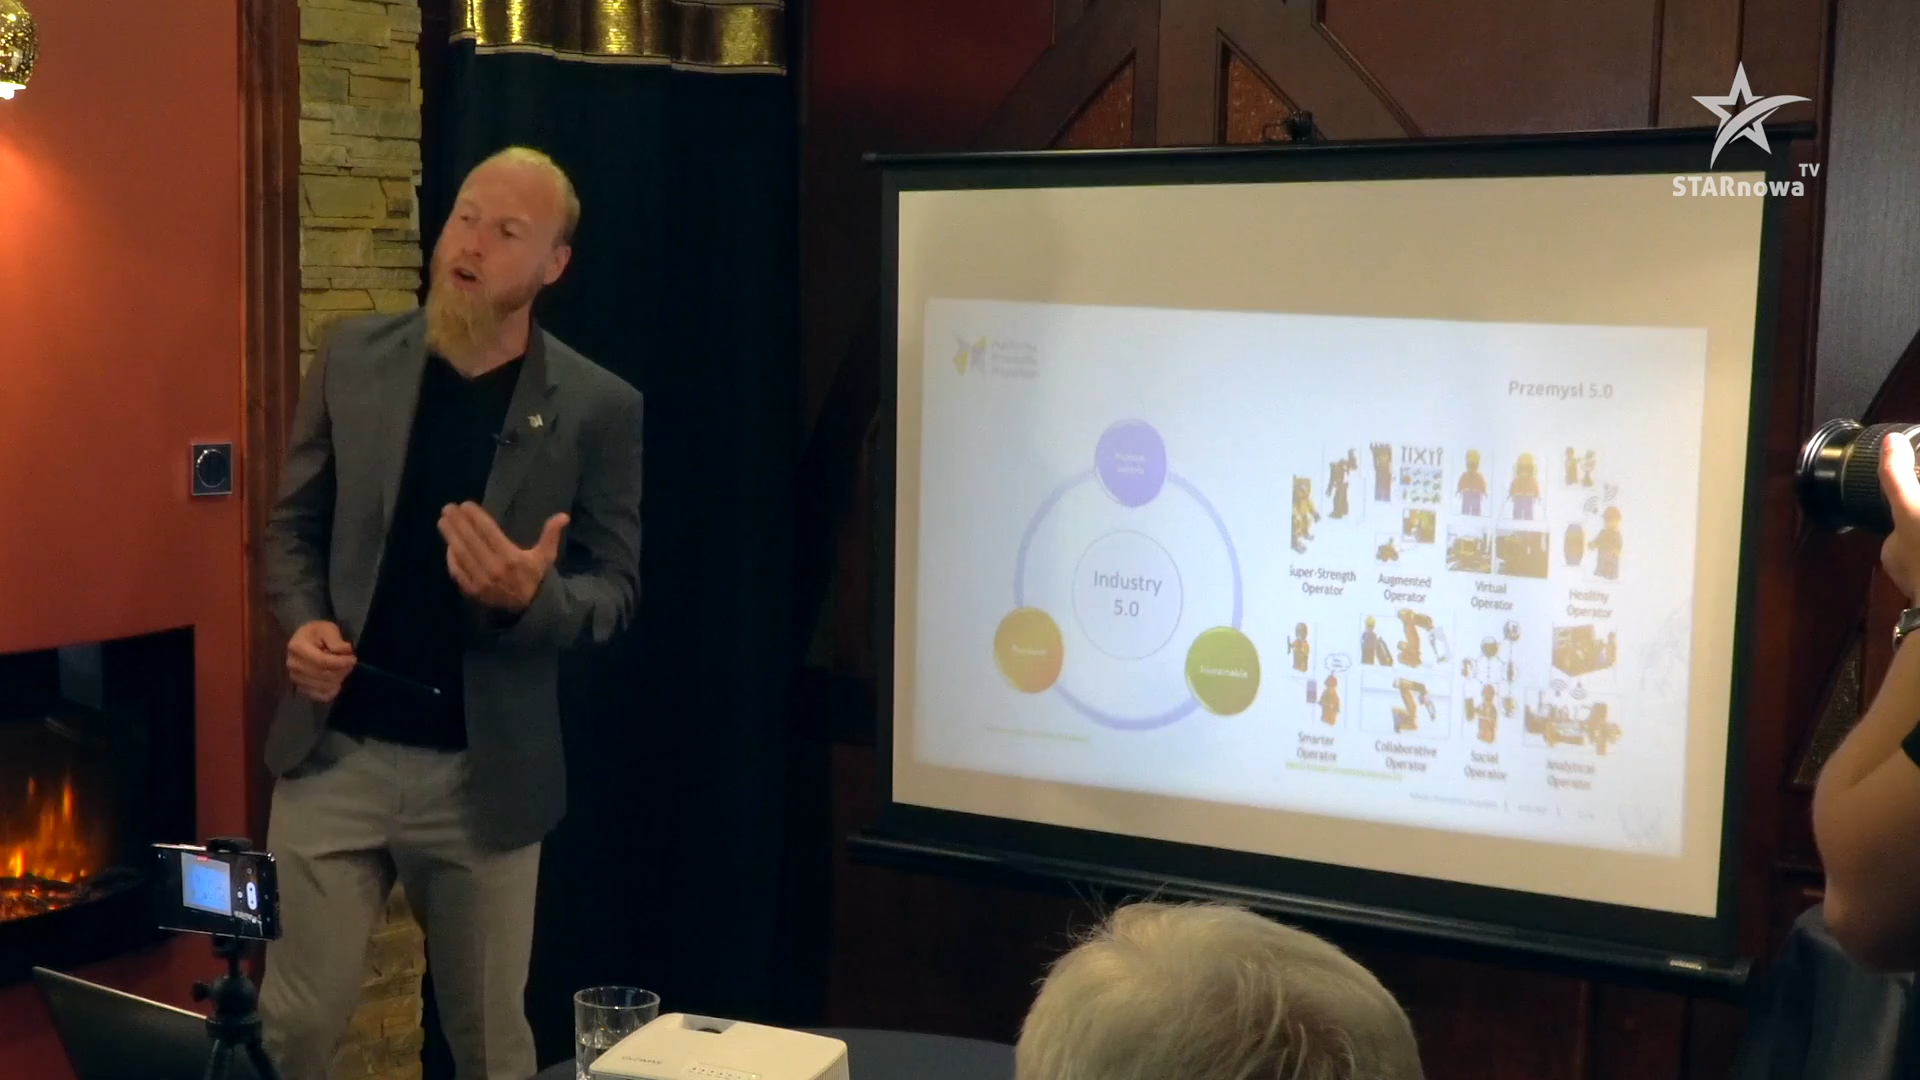 TV
STARnowa
Przemysł 5.0
Industry
5.0
Sustainable
Super-Strength
Operator
Augmented
Operator
Virtual
Operator
Healthy
Operator
Smarter
Operator
Collaborative
Operator
Social
Operator
Analytical
Operator